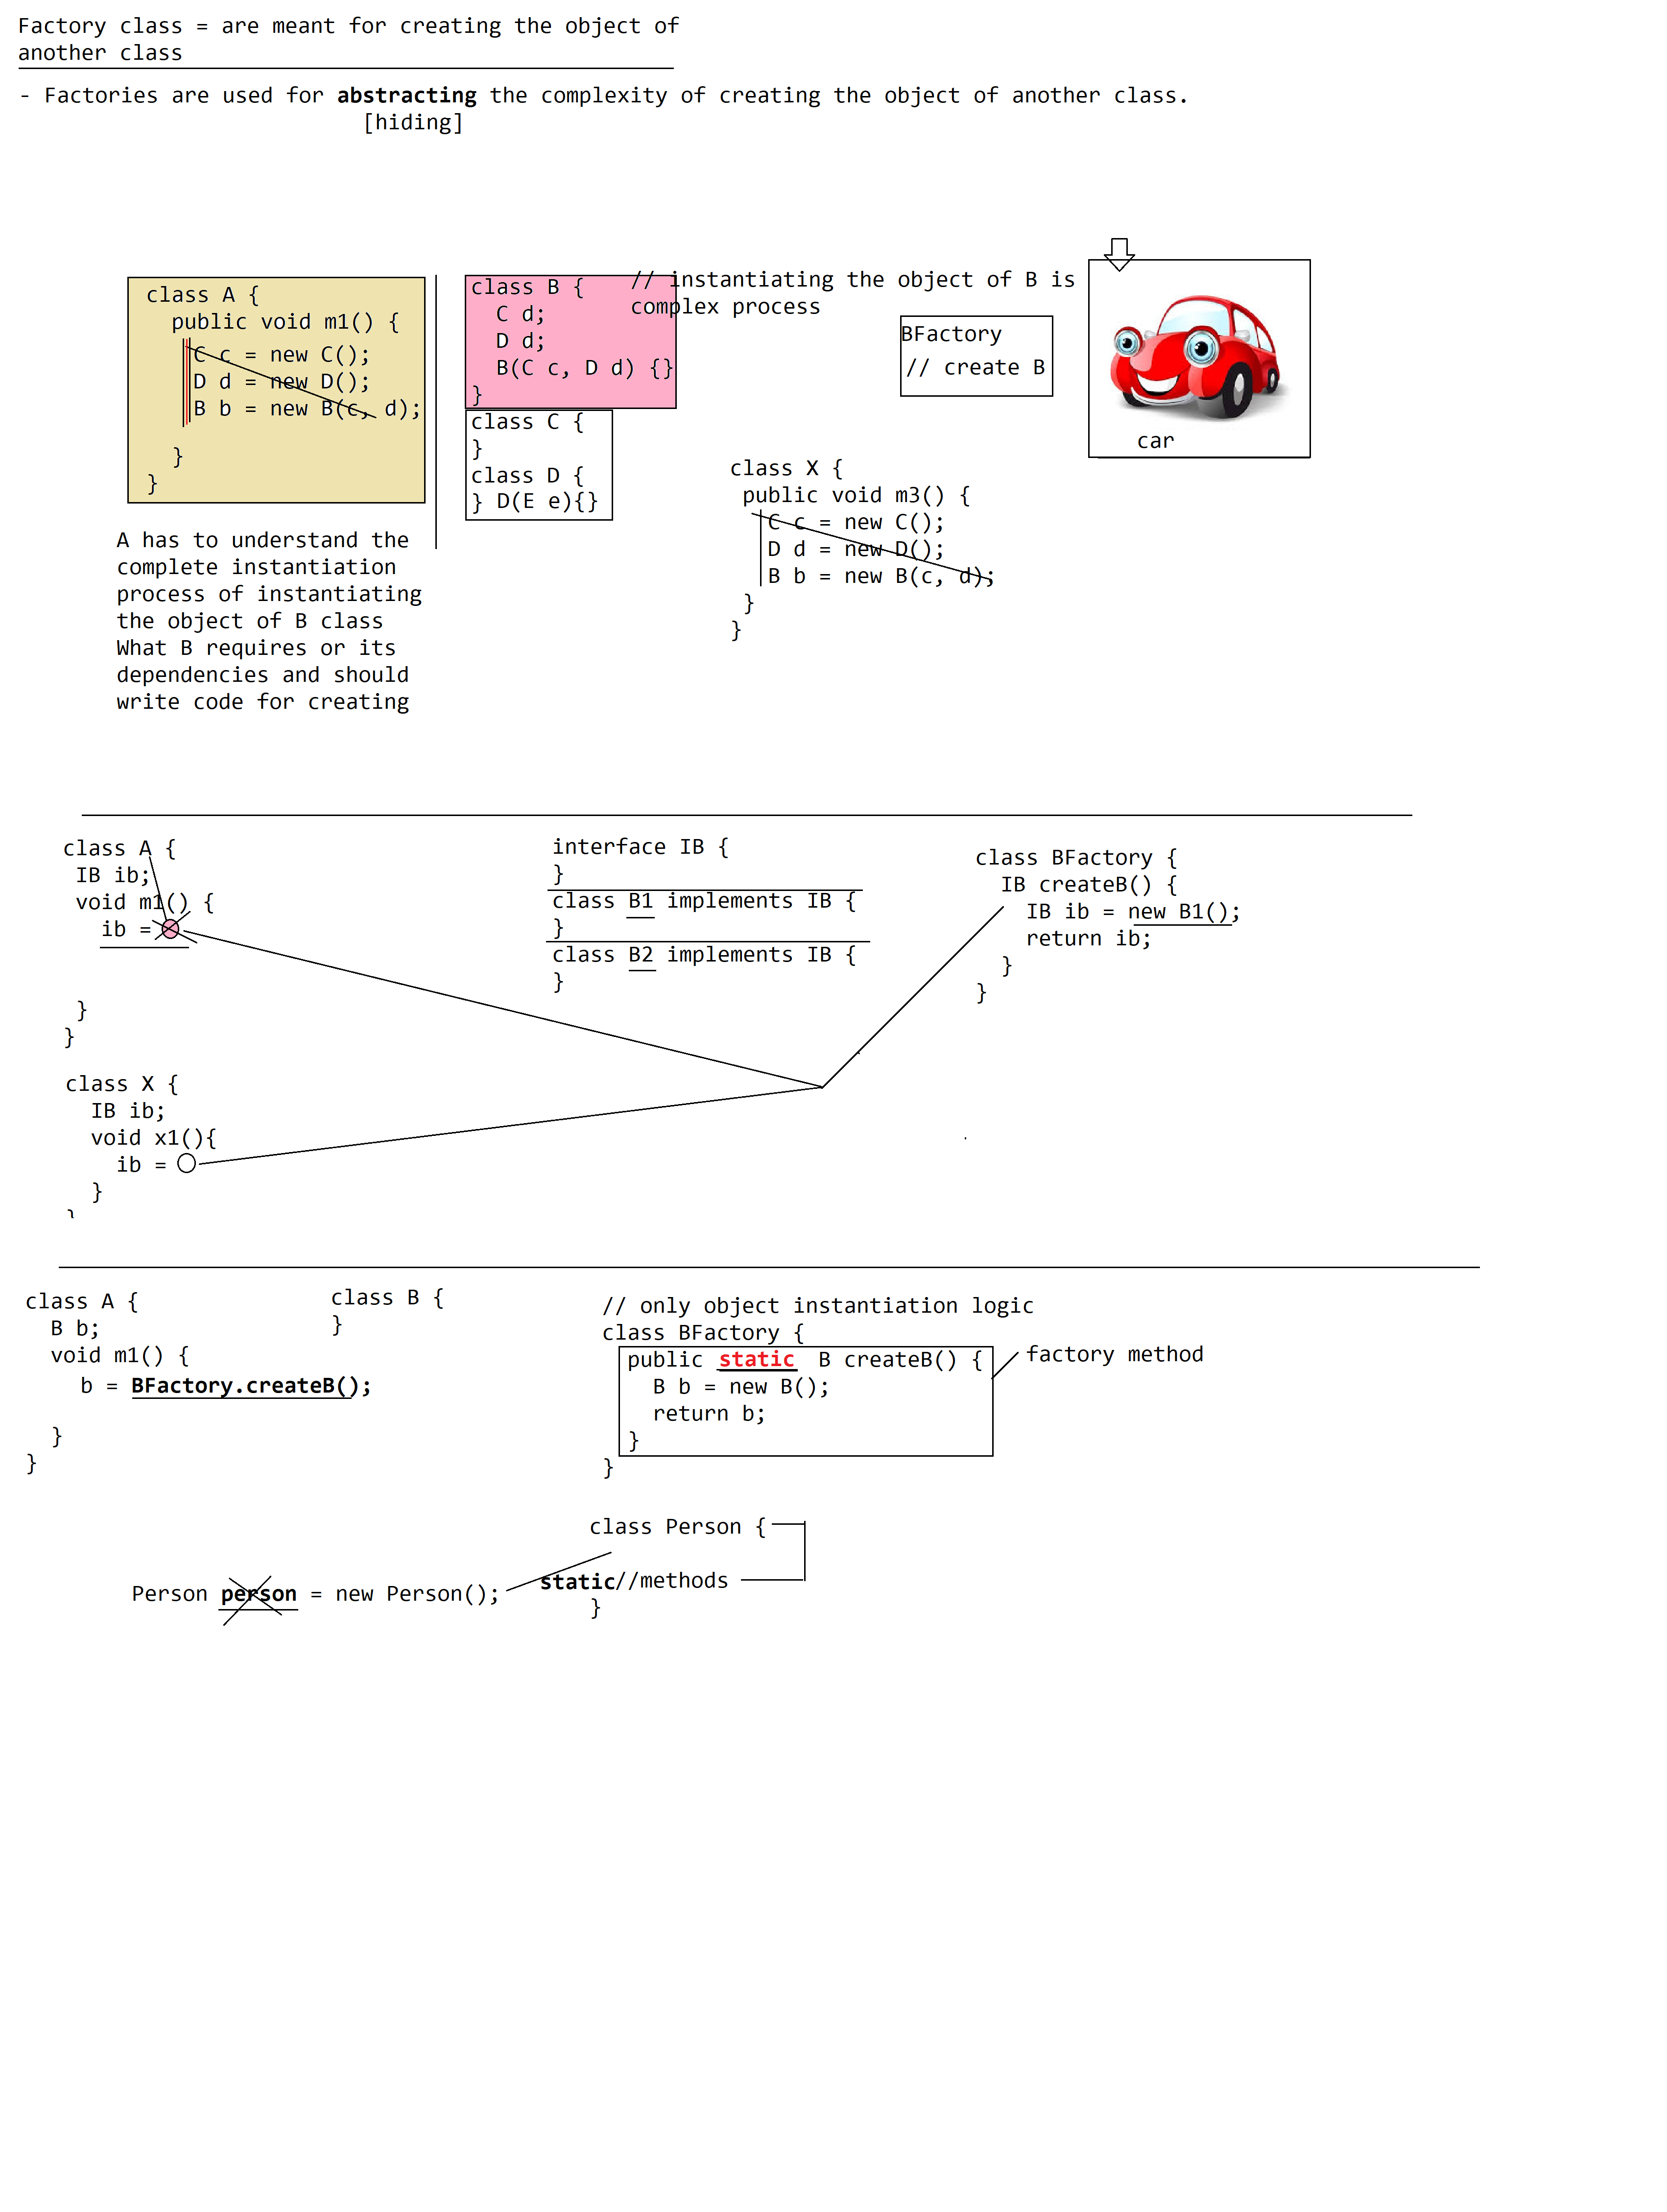 Factory class = are meant for creating the object of
another class
- Factories are used for abstracting the complexity of creating the object of another class.
[hiding]
class A {
public void m1() {
C c = new C();
D d = new D();
B b = new B(c, d);
}
}
class B {
C d;
D d;
B(C c, D d) {}
}
class C {
}
class D {
} D(E e){}
// instantiating the object of B is
complex process
BFactory
// create B
car
class X {
public void m3() {
C c = new C();
D d = new D();
B b = new B(c, d);
}
}
A has to understand the
complete instantiation
process of instantiating
the object of B class
What B requires or its
dependencies and should
write code for creating
class A {
IB ib;
void m1() {
ib =
}
}
interface IB {
}
class B1 implements IB {
}
class B2 implements IB {
}
class BFactory {
IB createB() {
IB ib = new B1();
return ib;
}
}
class X {
IB ib;
void x1(){
ib =
}
}
class A {
B b;
void m1() {
b = BFactory.createB();
}
}
class B {
}
// only object instantiation logic
class BFactory {
public static B createB() {
B b = new B();
return b;
}
}
factory method
class Person {
static//methods
}
Person person = new Person();